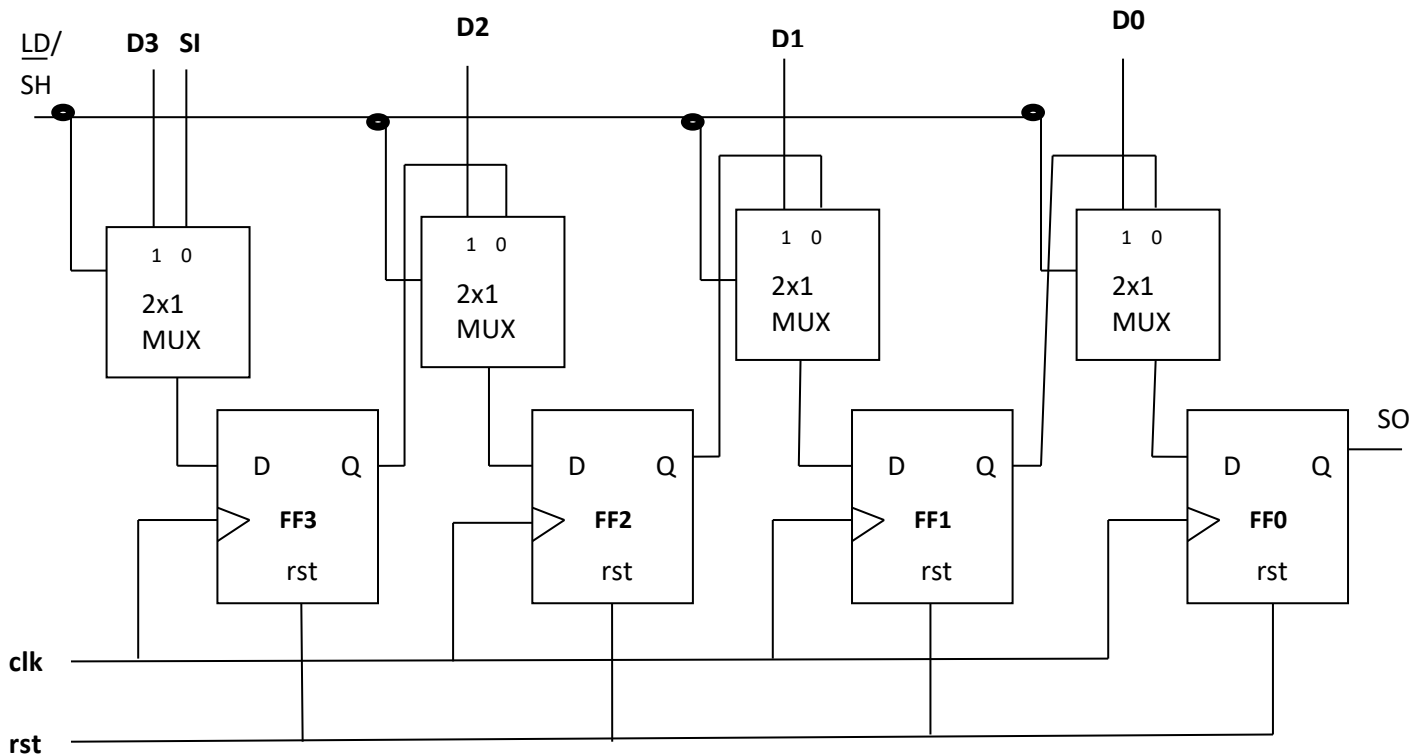 LD/
SH
D3 SI
D2
D1
D0
1 0
2x1
MUX
1 0
2x1
MUX
1 0
2x1
MUX
1 0
2x1
MUX
D Q
FF3
rst
D Q
FF2
rst
D Q
FF1
rst
D Q
FF0
rst
SO
clk
rst